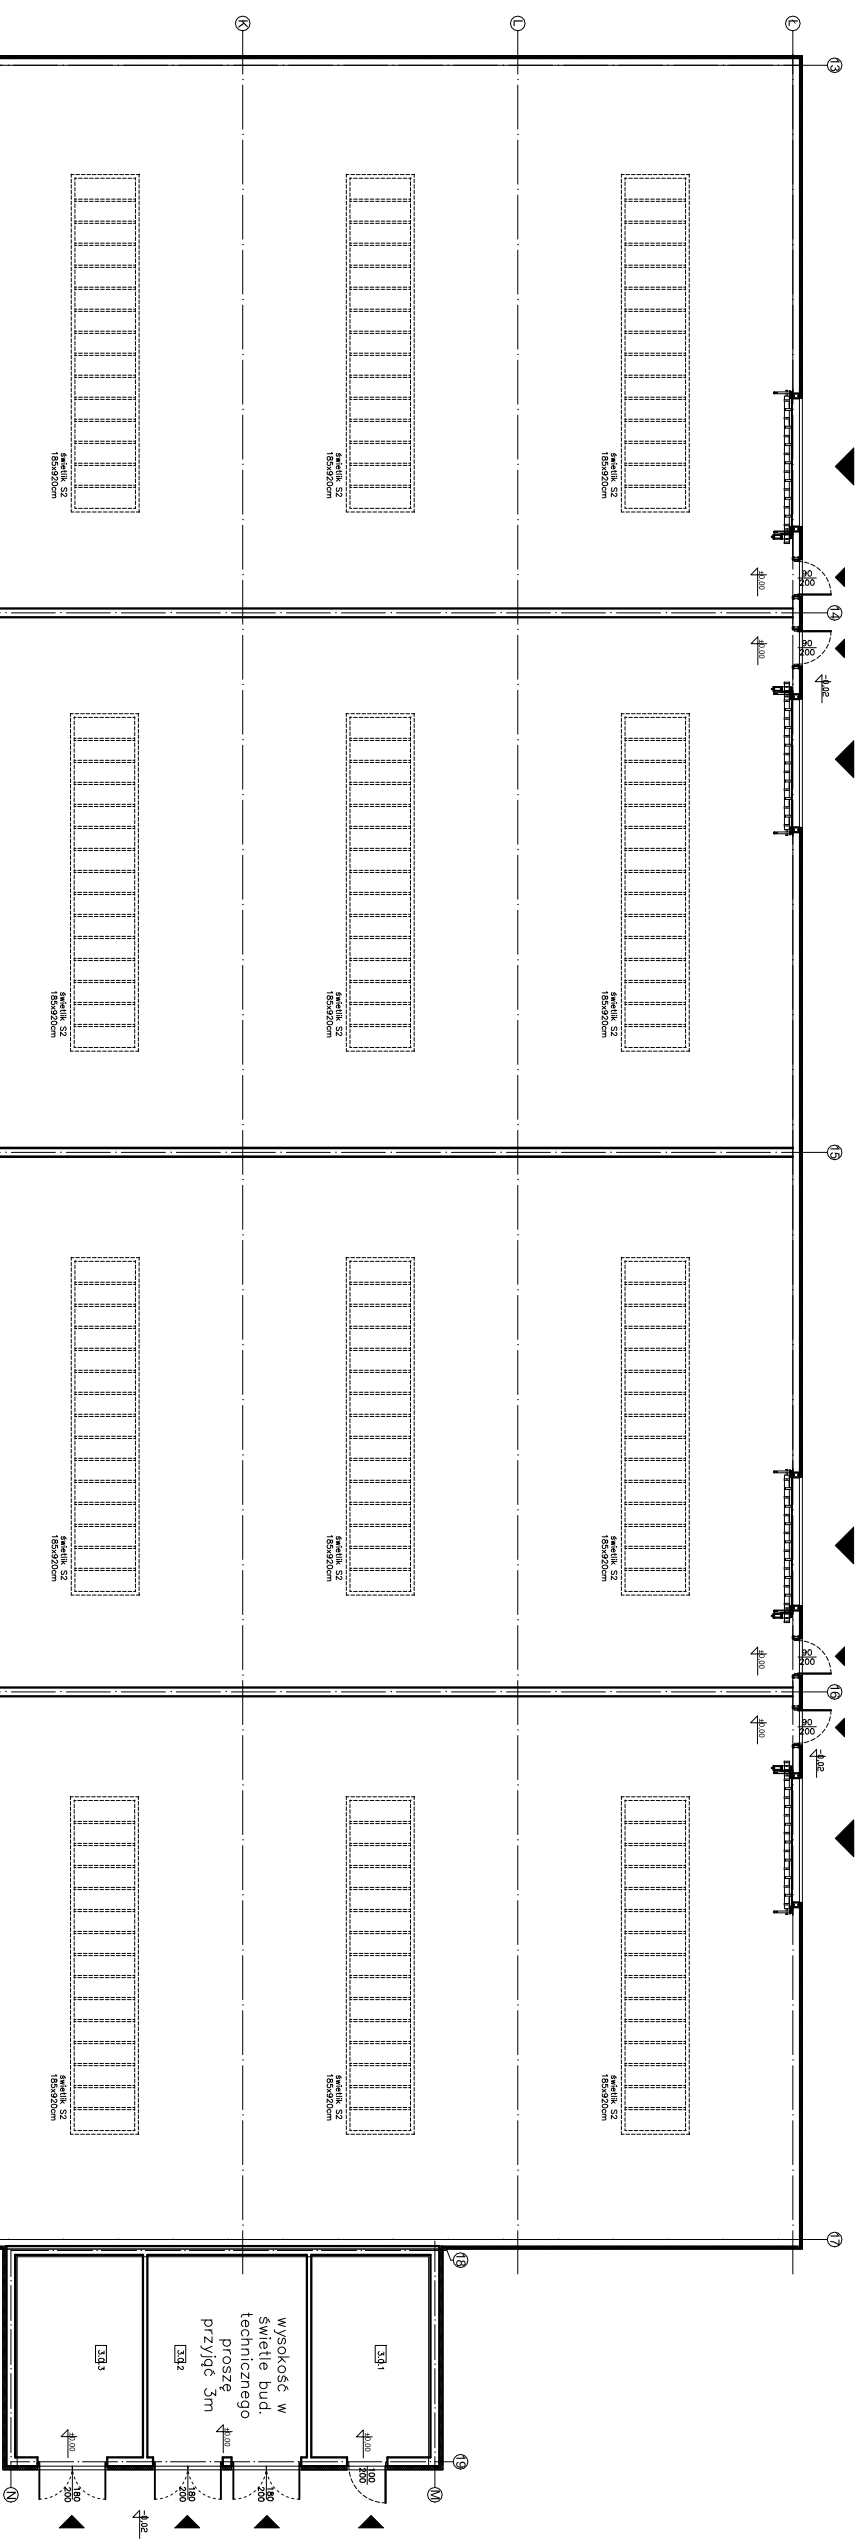 K
L
Ł
13
świetlik S2
185x920cm
świetlik S2
185x920cm
świetlik S2
185x920cm
±0.00
90
200
14
±0.00
90
200
-0.02
świetlik S2
185x920cm
świetlik S2
185x920cm
świetlik S2
185x920cm
15
świetlik S2
185x920cm
świetlik S2
185x920cm
świetlik S2
185x920cm
±0.00
90
200
16
±0.00
90
200
-0.02
świetlik S2
185x920cm
świetlik S2
185x920cm
świetlik S2
185x920cm
17
18
wysokość w
świetle bud.
technicznego
proszę
przyjąć 3m
3.0.3
3.0.2
3.0.1
±0.00
±0.00
±0.00
19
180
200
180
200
180
200
100
200
N
M
-0.02